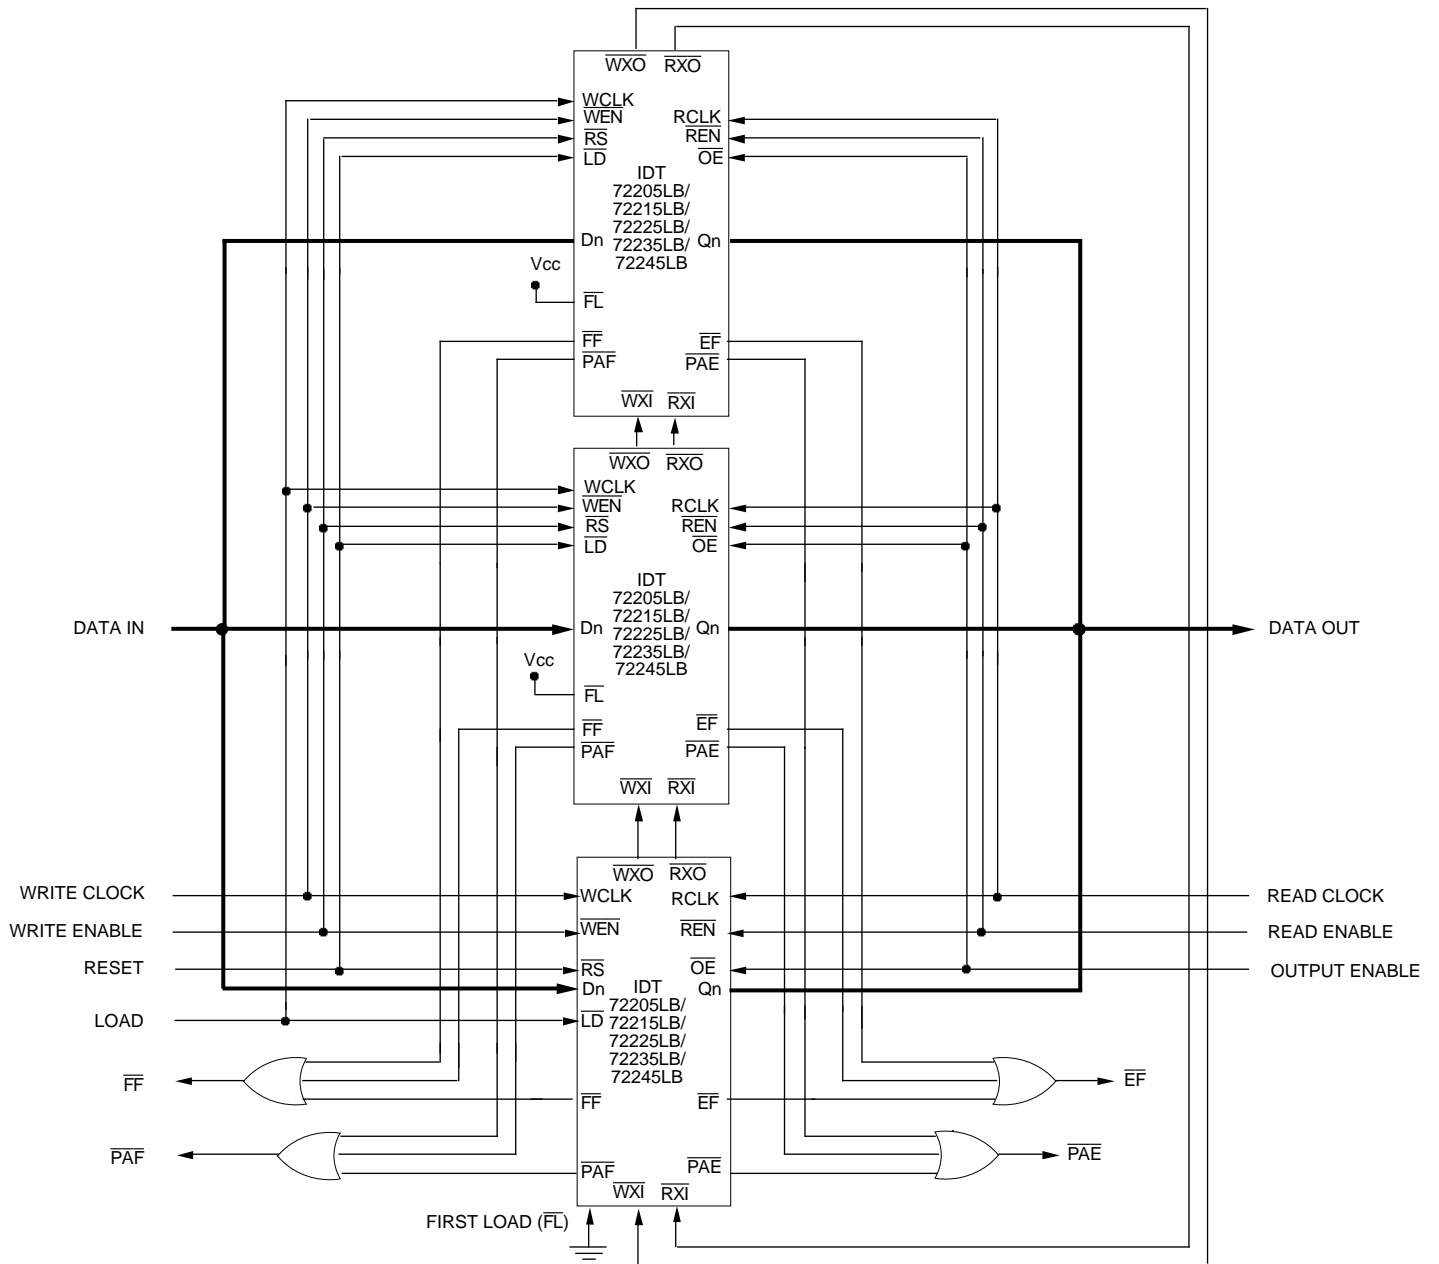 WXO RXO
WCLK
WEN RCLK
RS REN
LD OE
IDT
72205LB/
72215LB/
72225LB/
Dn 72235LB/ Qn
72245LB
Vcc
FL
FF EF
PAF PAE
WXI RXI
WXO RXO
WCLK
WEN RCLK
RS REN
LD OE
IDT
72205LB/
72215LB/
DATA IN Dn 72225LB/ Qn DATA OUT
72235LB/
72245LB
Vcc
FL
FF EF
PAF PAE
WXI RXI
WXO RXO
WRITE CLOCK WCLK RCLK READ CLOCK
WRITE ENABLE WEN REN READ ENABLE
RESET RS OE OUTPUT ENABLE
Dn IDT Qn
72205LB/
LOAD LD 72215LB/
72225LB/
72235LB/
72245LB
FF FF EF EF
PAF PAF PAE PAE
WXI RXI
FIRST LOAD (FL)